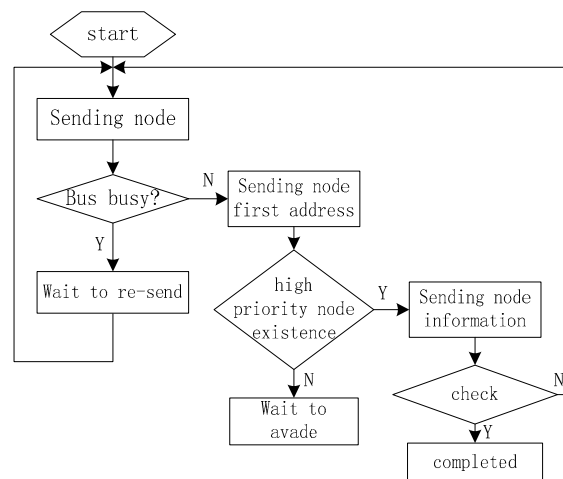 start
Sending node
Bus busy?
N
Y
Wait to re-send
Sending node
first address
high
priority node
existence
Y
N
Wait to
avade
Sending node
information
check
N
Y
completed